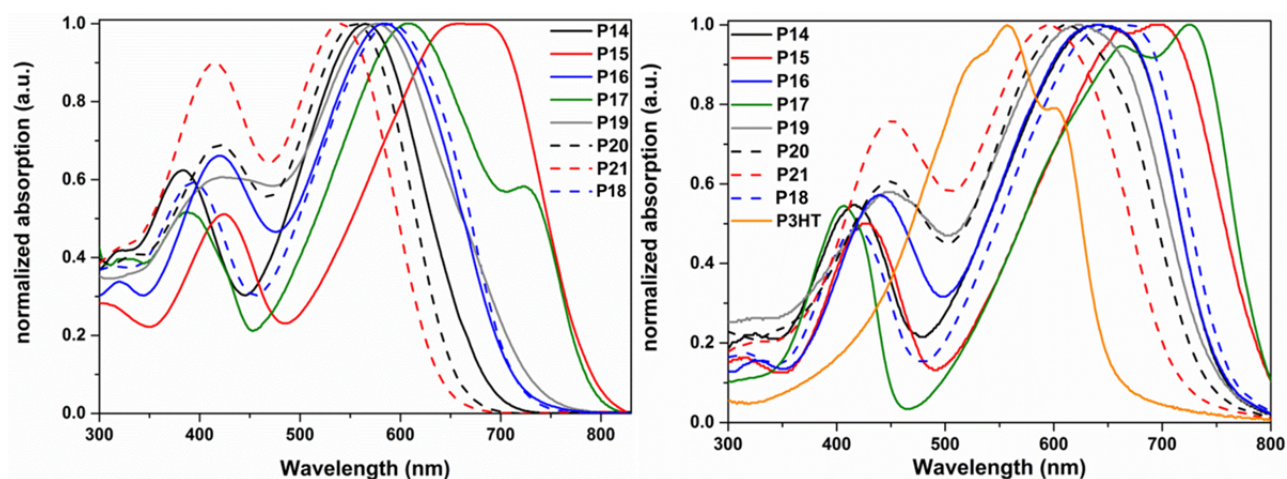 normalized absorption (a.u.)
1.0
0.8
0.6
0.4
0.2
0.0
P14
P15
P16
P17
P19
P20
P21
P18
300
400
500
600
700
800
Wavelength (nm)
normalized absorption (a.u.)
1.0
0.8
0.6
0.4
0.2
0.0
P14
P15
P16
P17
P19
P20
P21
P18
P3HT
300
400
500
600
700
800
Wavelength (nm)